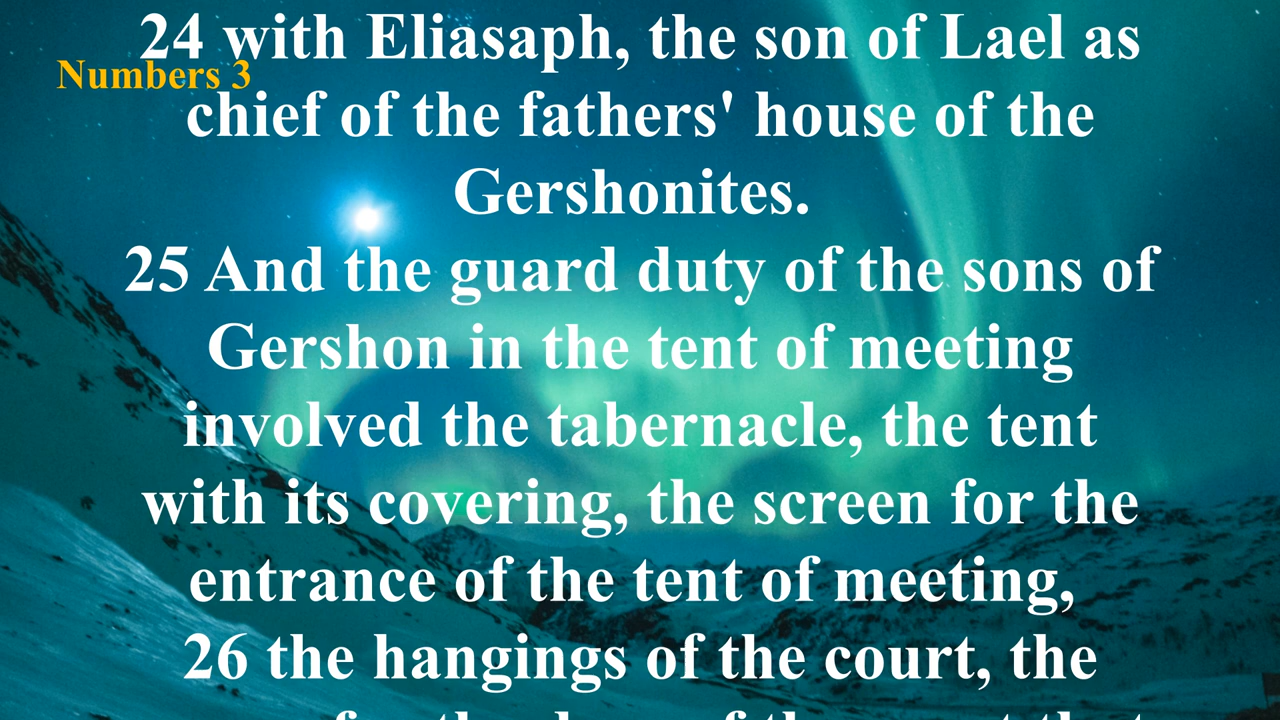 24 with Eliasaph, the son of Lael as
Numbers 3
chief of the fathers' house of the
Gershonites.
25 And the guard duty of the sons of
Gershon in the tent of meeting
involved the tabernacle, the tent
with its covering, the screen for the
entrance of the tent of meeting,
26 the hangings of the court, the